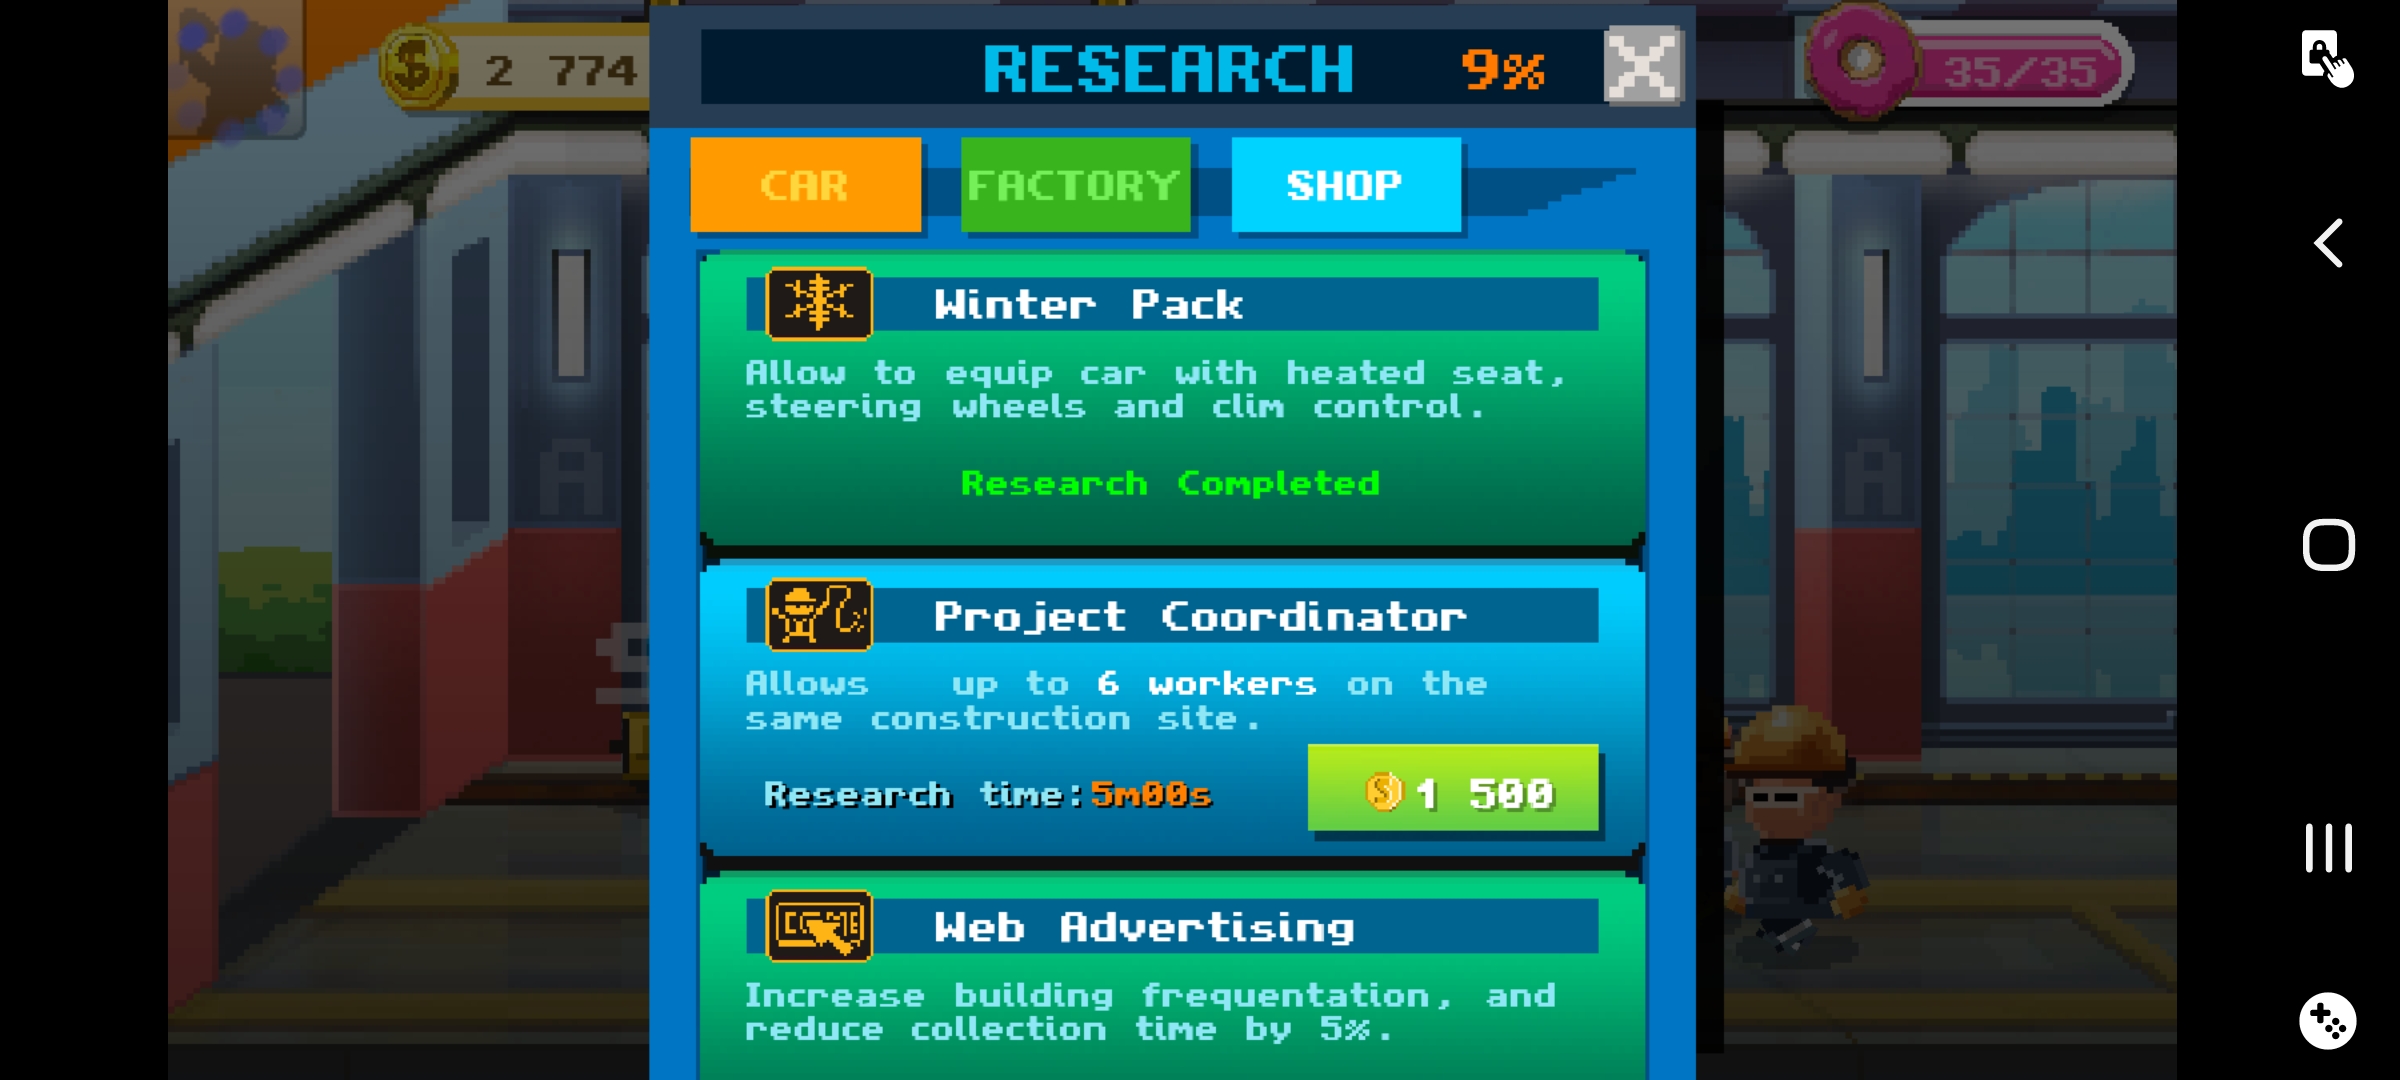 2 774
RESEARCH 9%
35/35
CAR FACTORY SHOP
Winter Pack
Allow to equip car with heated seat,
steering wheels and clim control.
Research Completed
Project Coordinator
Allows up to 6 workers on the
same construction site.
Research time:5m00s
1 500
Web Advertising
Increase building frequentation, and
reduce collection time by 5%.
A
A